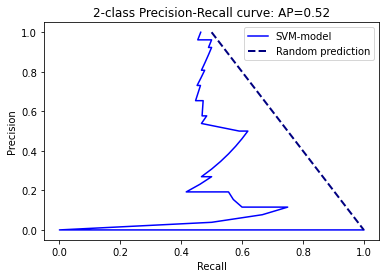 2-class Precision-Recall curve: AP=0.52
SVM-model
Random prediction
1.0
0.8
0.6
0.4
0.2
0.0
Precision
0.0 0.2 0.4 0.6 0.8 1.0
Recall